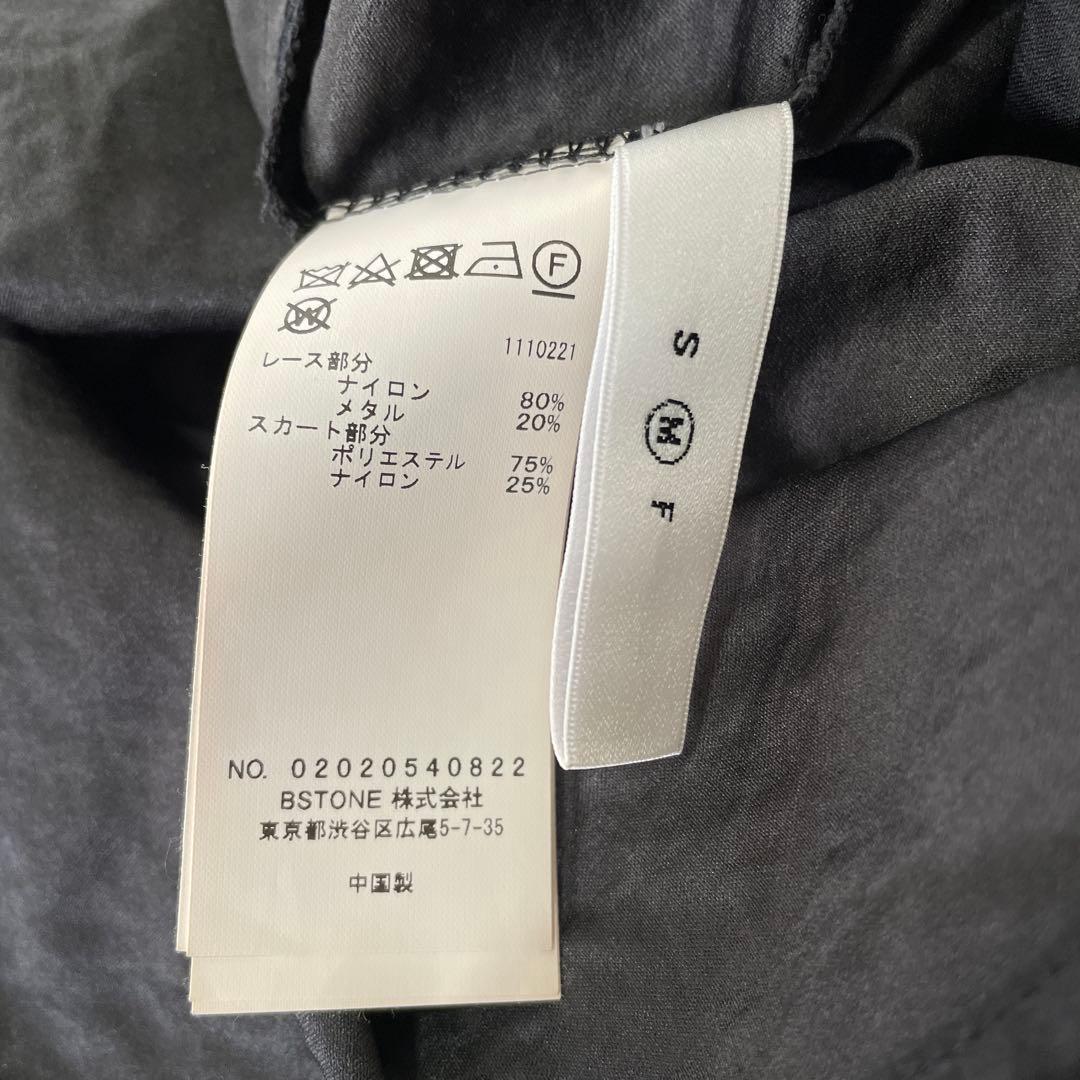 F
W
1110221
レース部分
ナイロン 80%
メタル 20%
スカート部分
ポリエステル 75%
ナイロン 25%
NO. 02020540822
BSTONE 株式会社
東京都渋谷区広尾5-7-35
中国製
S M F